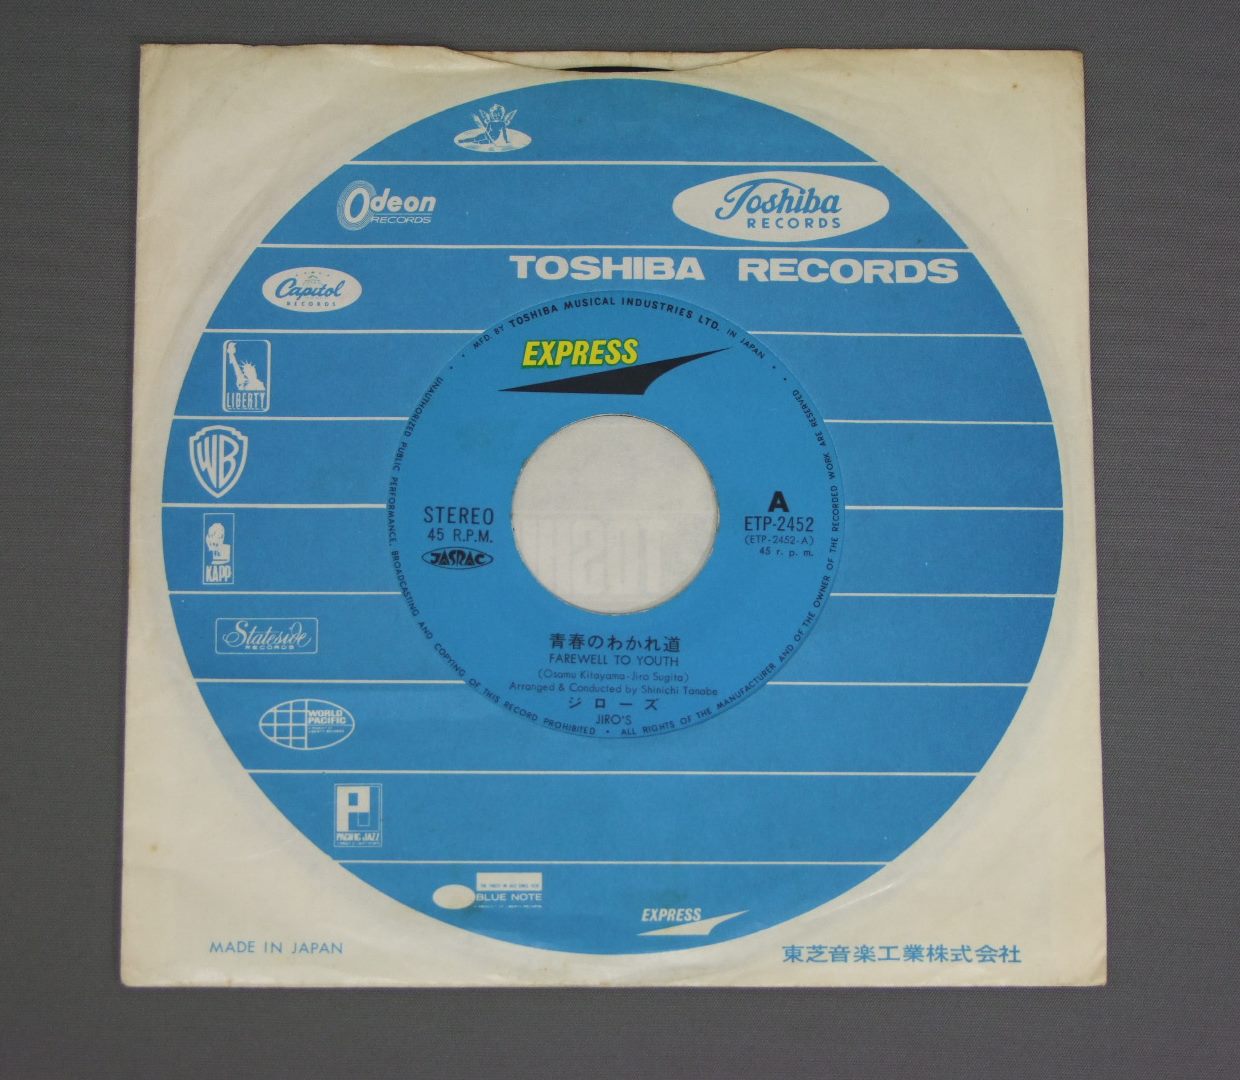 Odeon
RECORDS
Toshiba
RECORDS
TOSHIBA RECORDS
Capitol
RECORDS
LIBERTY
WB
KAPP
Stateside
RECORDS
WORLD
PACIFIC
P
PACIFIC JAZZ
BLUE NOTE
EXPRESS
MADE IN JAPAN
東芝音楽工業株式会社
• MFD. BY TOSHIBA MUSICAL INDUSTRIES LTD. IN JAPAN •
EXPRESS
STEREO
45 R.P.M.
JASRAC
A
ETP-2452
(ETP-2452-A)
45 r. p. m.
青春のわかれ道
FAREWELL TO YOUTH
(Osamu Kitayama-Jiro Sugita)
Arranged & Conducted by Shinichi Tanabe
ジローズ
JIRO'S
• UNAUTHORIZED PUBLIC PERFORMANCE, BROADCASTING AND COPYING OF THIS RECORD PROHIBITED • ALL RIGHTS OF THE MANUFACTURER AND OF THE OWNER OF THE RECORDED WORK ARE RESERVED •